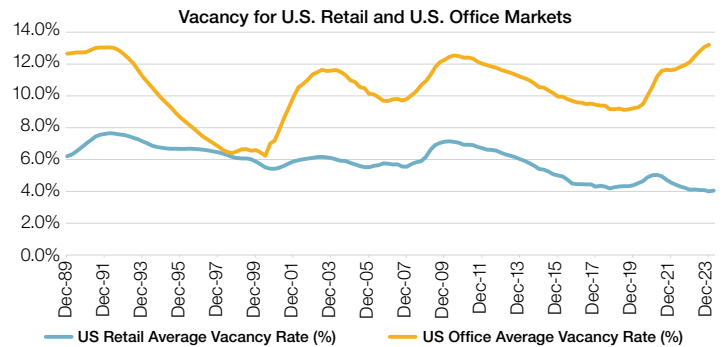 Vacancy for U.S. Retail and U.S. Office Markets
14.0%
12.0%
10.0%
8.0%
6.0%
4.0%
2.0%
0.0%
Dec-89
Dec-91
Dec-93
Dec-95
Dec-97
Dec-99
Dec-01
Dec-03
Dec-05
Dec-07
Dec-09
Dec-11
Dec-13
Dec-15
Dec-17
Dec-19
Dec-21
Dec-23
US Retail Average Vacancy Rate (%)
US Office Average Vacancy Rate (%)